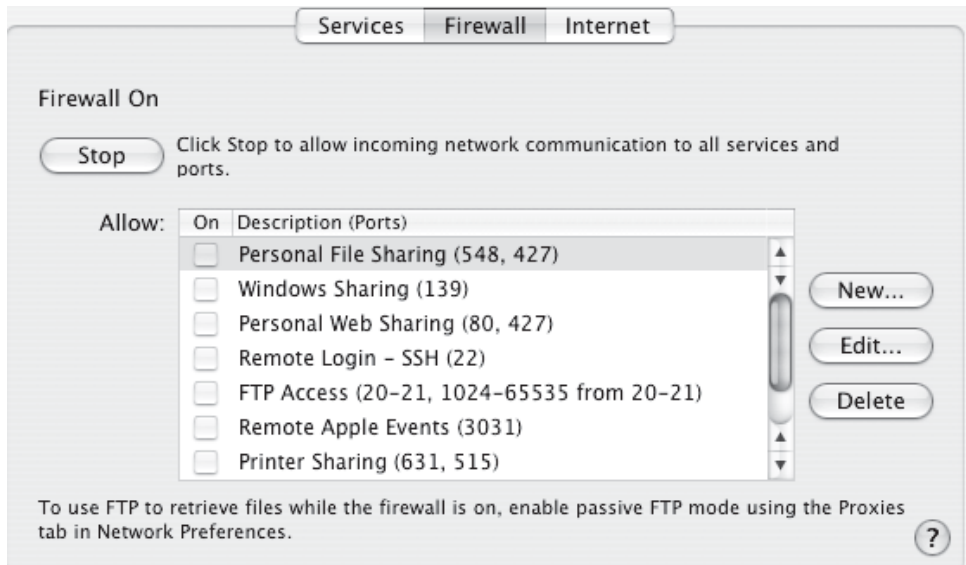 Services Firewall Internet
Firewall On
Stop
Click Stop to allow incoming network communication to all services and
ports.
Allow:
On Description (Ports)
Personal File Sharing (548, 427)
Windows Sharing (139)
Personal Web Sharing (80, 427)
Remote Login – SSH (22)
FTP Access (20–21, 1024–65535 from 20–21)
Remote Apple Events (3031)
Printer Sharing (631, 515)
New...
Edit...
Delete
To use FTP to retrieve files while the firewall is on, enable passive FTP mode using the Proxies
tab in Network Preferences.
?